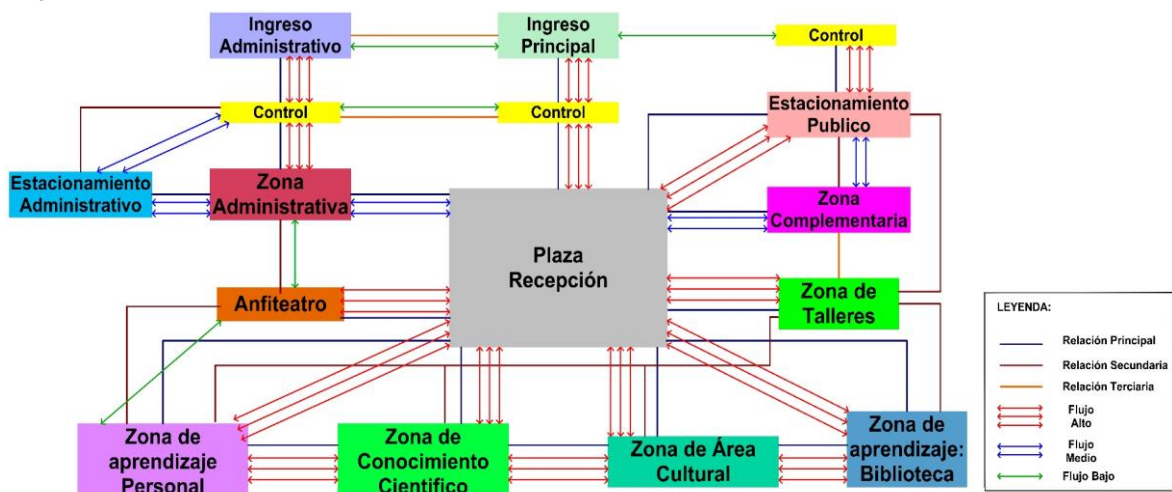 Ingreso
Administrativo
Ingreso
Principal
Control
Control
Control
Estacionamiento
Publico
Estacionamiento
Administrativo
Zona
Administrativa
Plaza
Recepción
Zona
Complementaria
Anfiteatro
Zona de
Talleres
Zona de
aprendizaje
Personal
Zona de
Conocimiento
Cientifico
Zona de Área
Cultural
Zona de
aprendizaje:
Biblioteca
LEYENDA:
Relación Principal
Relación Secundaria
Relación Terciaria
Flujo
Alto
Flujo
Medio
Flujo Bajo